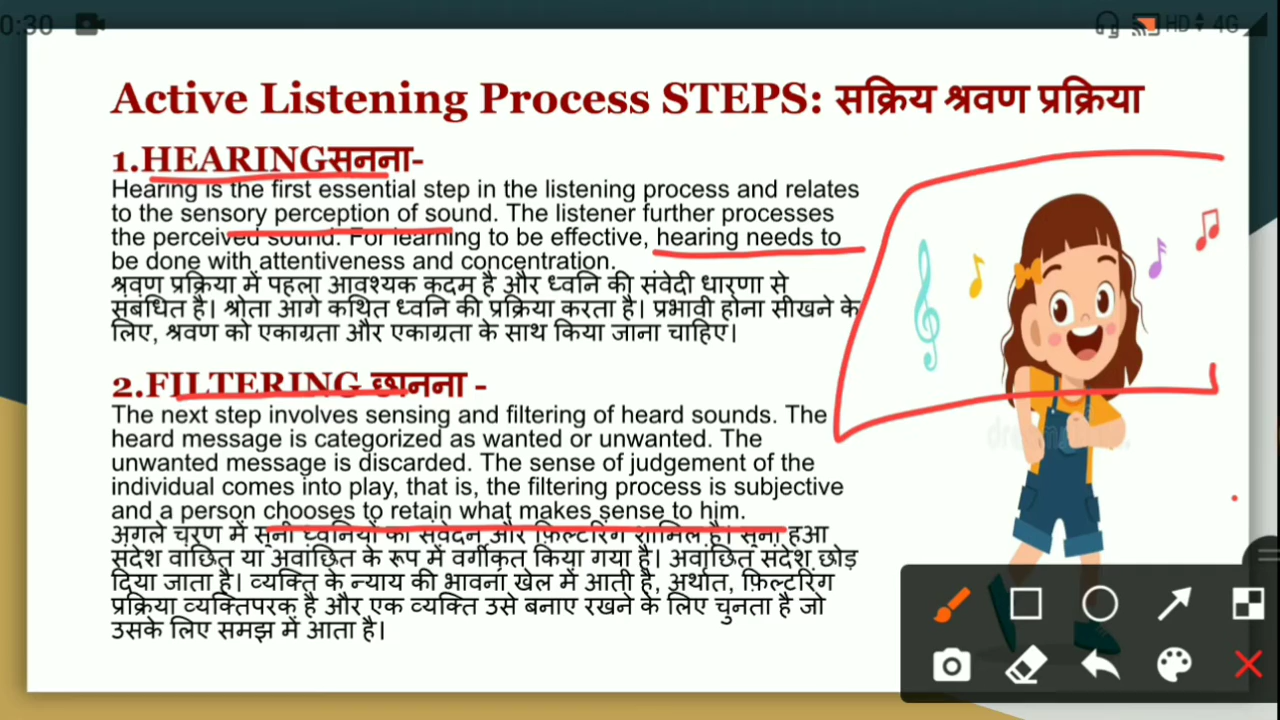 0:30
HD 4G
Active Listening Process STEPS: सक्रिय श्रवण प्रक्रिया
1.HEARINGसुनना-
Hearing is the first essential step in the listening process and relates
to the sensory perception of sound. The listener further processes
the perceived sound. For learning to be effective, hearing needs to
be done with attentiveness and concentration.
श्रवण प्रक्रिया में पहला आवश्यक कदम है और ध्वनि की संवेदी धारणा से
संबंधित है। श्रोता आगे कथित ध्वनि की प्रक्रिया करता है। प्रभावी होना सीखने के
लिए, श्रवण को एकाग्रता और एकाग्रता के साथ किया जाना चाहिए।
2.FILTERING छानना -
The next step involves sensing and filtering of heard sounds. The
heard message is categorized as wanted or unwanted. The
unwanted message is discarded. The sense of judgement of the
individual comes into play, that is, the filtering process is subjective
and a person chooses to retain what makes sense to him.
अगले चरण में सुनी ध्वनियों का संवेदन और फ़िल्टरिंग शामिल है। सुना हुआ
संदेश वांछित या अवांछित के रूप में वर्गीकृत किया गया है। अवांछित संदेश छोड़
दिया जाता है। व्यक्ति के न्याय की भावना खेल में आती है, अर्थात, फ़िल्टरिंग
प्रक्रिया व्यक्तिपरक है और एक व्यक्ति उसे बनाए रखने के लिए चुनता है जो
उसके लिए समझ में आता है।